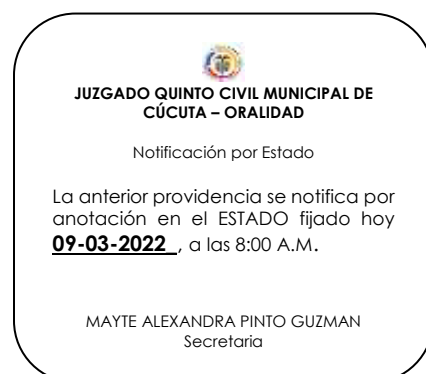 JUZGADO QUINTO CIVIL MUNICIPAL DE
CÚCUTA – ORALIDAD
Notificación por Estado
La anterior providencia se notifica por
anotación en el ESTADO fijado hoy
09-03-2022_, a las 8:00 A.M.
MAYTE ALEXANDRA PINTO GUZMAN
Secretaria